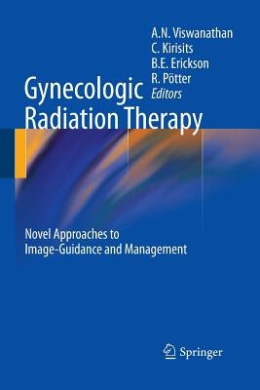 A.N. Viswanathan
C. Kirisits
B.E. Erickson
R. Pötter
Editors
Gynecologic
Radiation Therapy
Novel Approaches to
Image-Guidance and Management
Springer